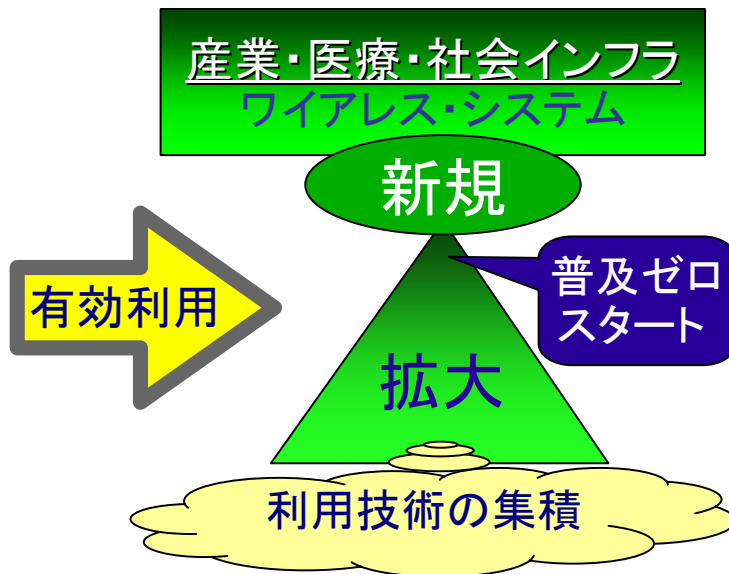 産業・医療・社会インフラ
ワイアレス・システム
新規
有効利用
普及ゼロ
スタート
拡大
利用技術の集積